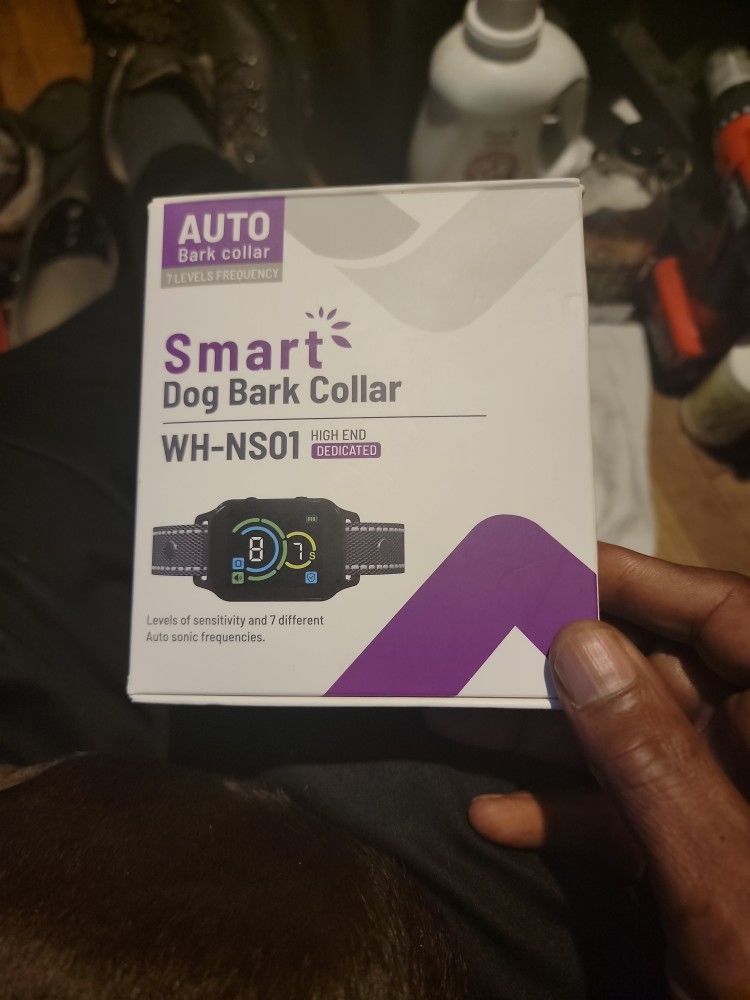 AUTO
Bark collar
7 LEVELS FREQUENCY
Smart
Dog Bark Collar
WH-NS01 HIGH END
DEDICATED
8 7 S
Levels of sensitivity and 7 different
Auto sonic frequencies.